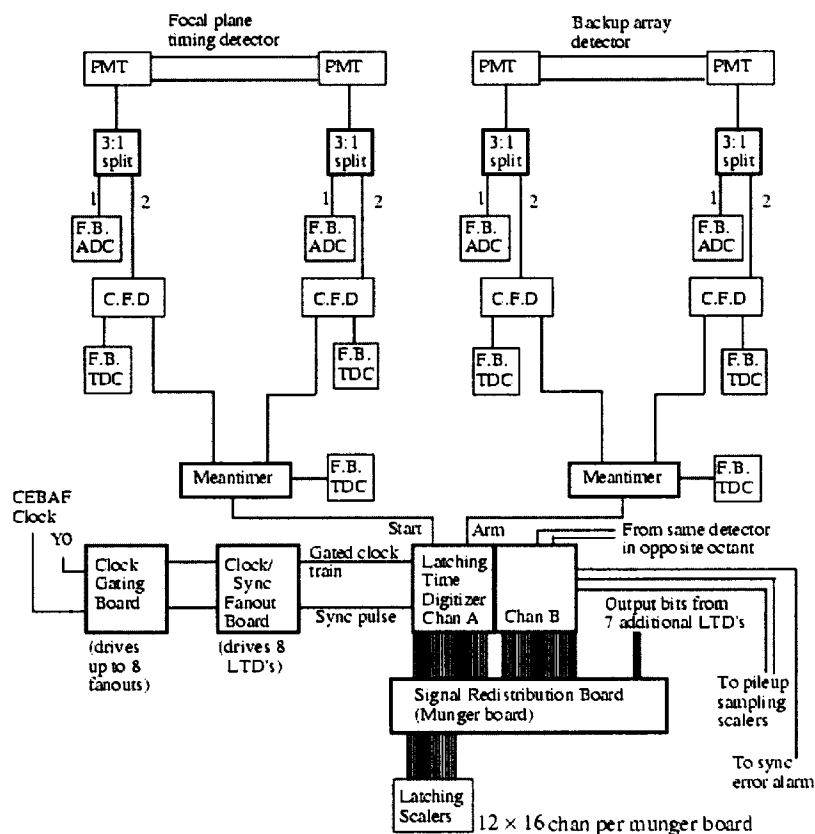 Focal plane
timing detector
Backup array
detector
PMT
PMT
PMT
PMT
3:1
split
3:1
split
3:1
split
3:1
split
1
2
1
2
1
2
1
2
F.B.
ADC
F.B.
ADC
F.B.
ADC
F.B.
ADC
C.F.D
C.F.D
C.F.D
C.F.D
F.B.
TDC
F.B.
TDC
F.B.
TDC
F.B.
TDC
Meantimer
F.B.
TDC
Meantimer
F.B.
TDC
CEBAF
Clock
Y0
Start
Arm
From same detector
in opposite octant
Clock
Gating
Board
Clock/
Sync
Fanout
Board
Gated clock
train
Sync pulse
Latching
Time
Digitizer
Chan A
Chan B
Output bits from
7 additional LTD's
(drives
up to 8
fanouts)
(drives 8
LTD's)
Signal Redistribution Board
(Munger board)
To pileup
sampling
scalers
To sync
error alarm
Latching
Scalers
12 × 16 chan per munger board